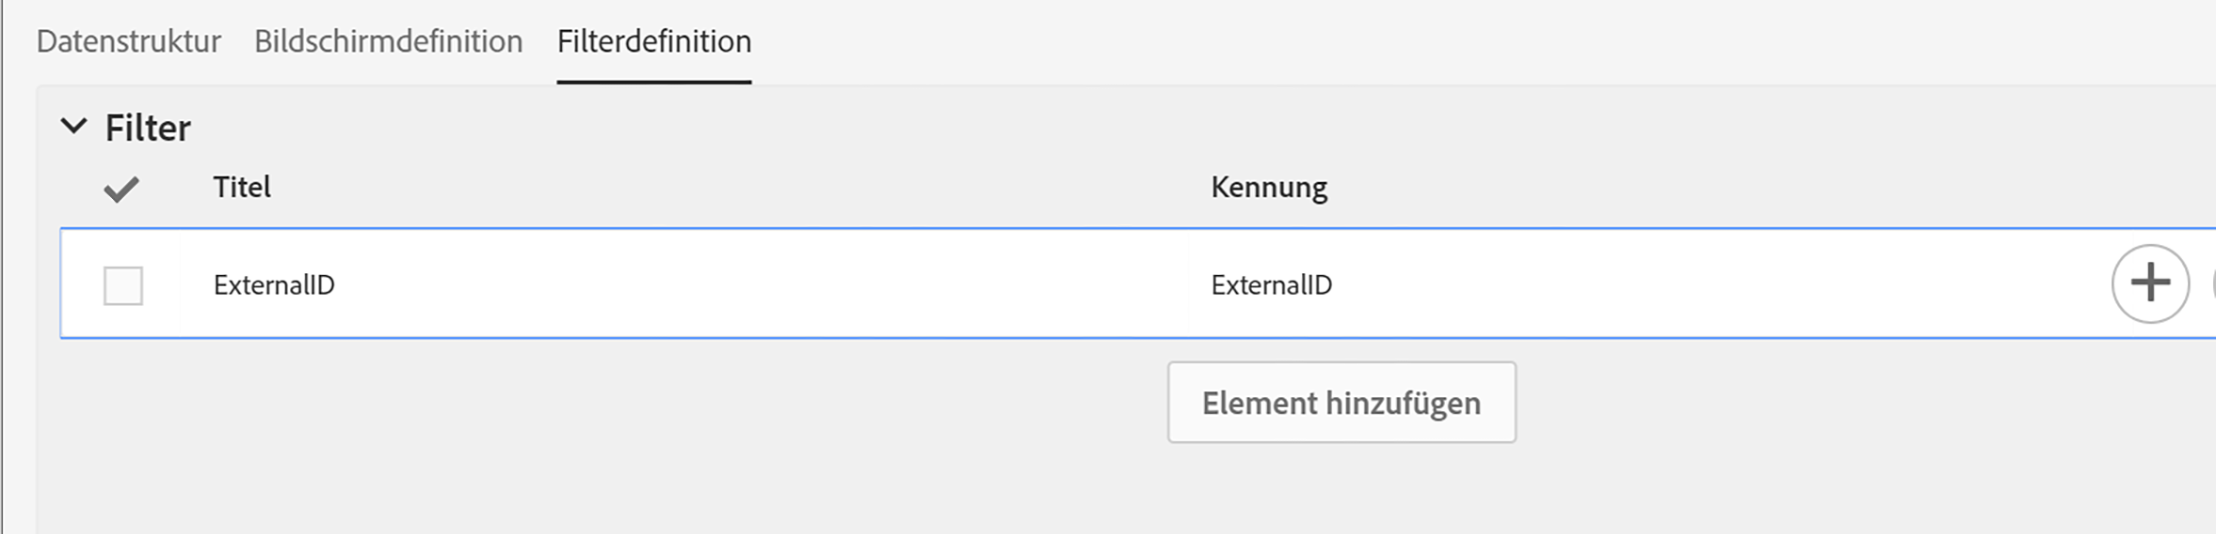 Datenstruktur Bildschirmdefinition Filterdefinition
Filter
Titel Kennung
ExternalID ExternalID
Element hinzufügen